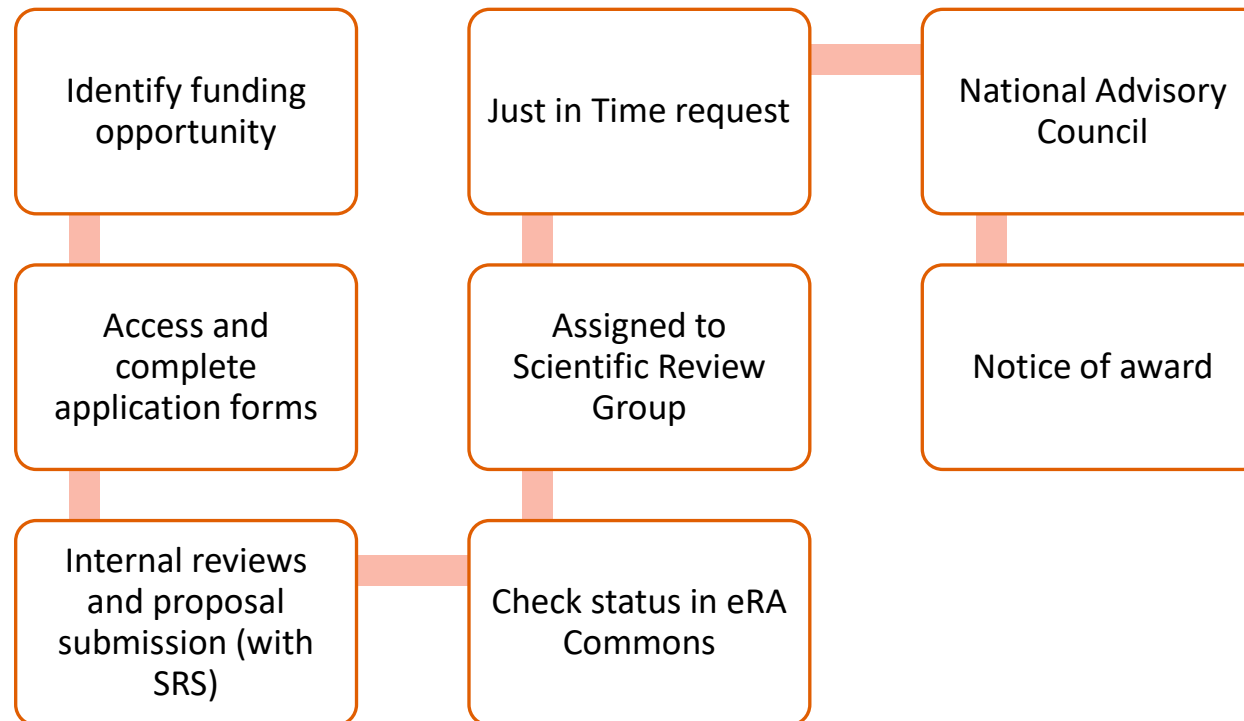 Identify funding
opportunity
Access and
complete
application forms
Internal reviews
and proposal
submission (with
SRS)
Check status in eRA
Commons
Assigned to
Scientific Review
Group
Just in Time request
National Advisory
Council
Notice of award